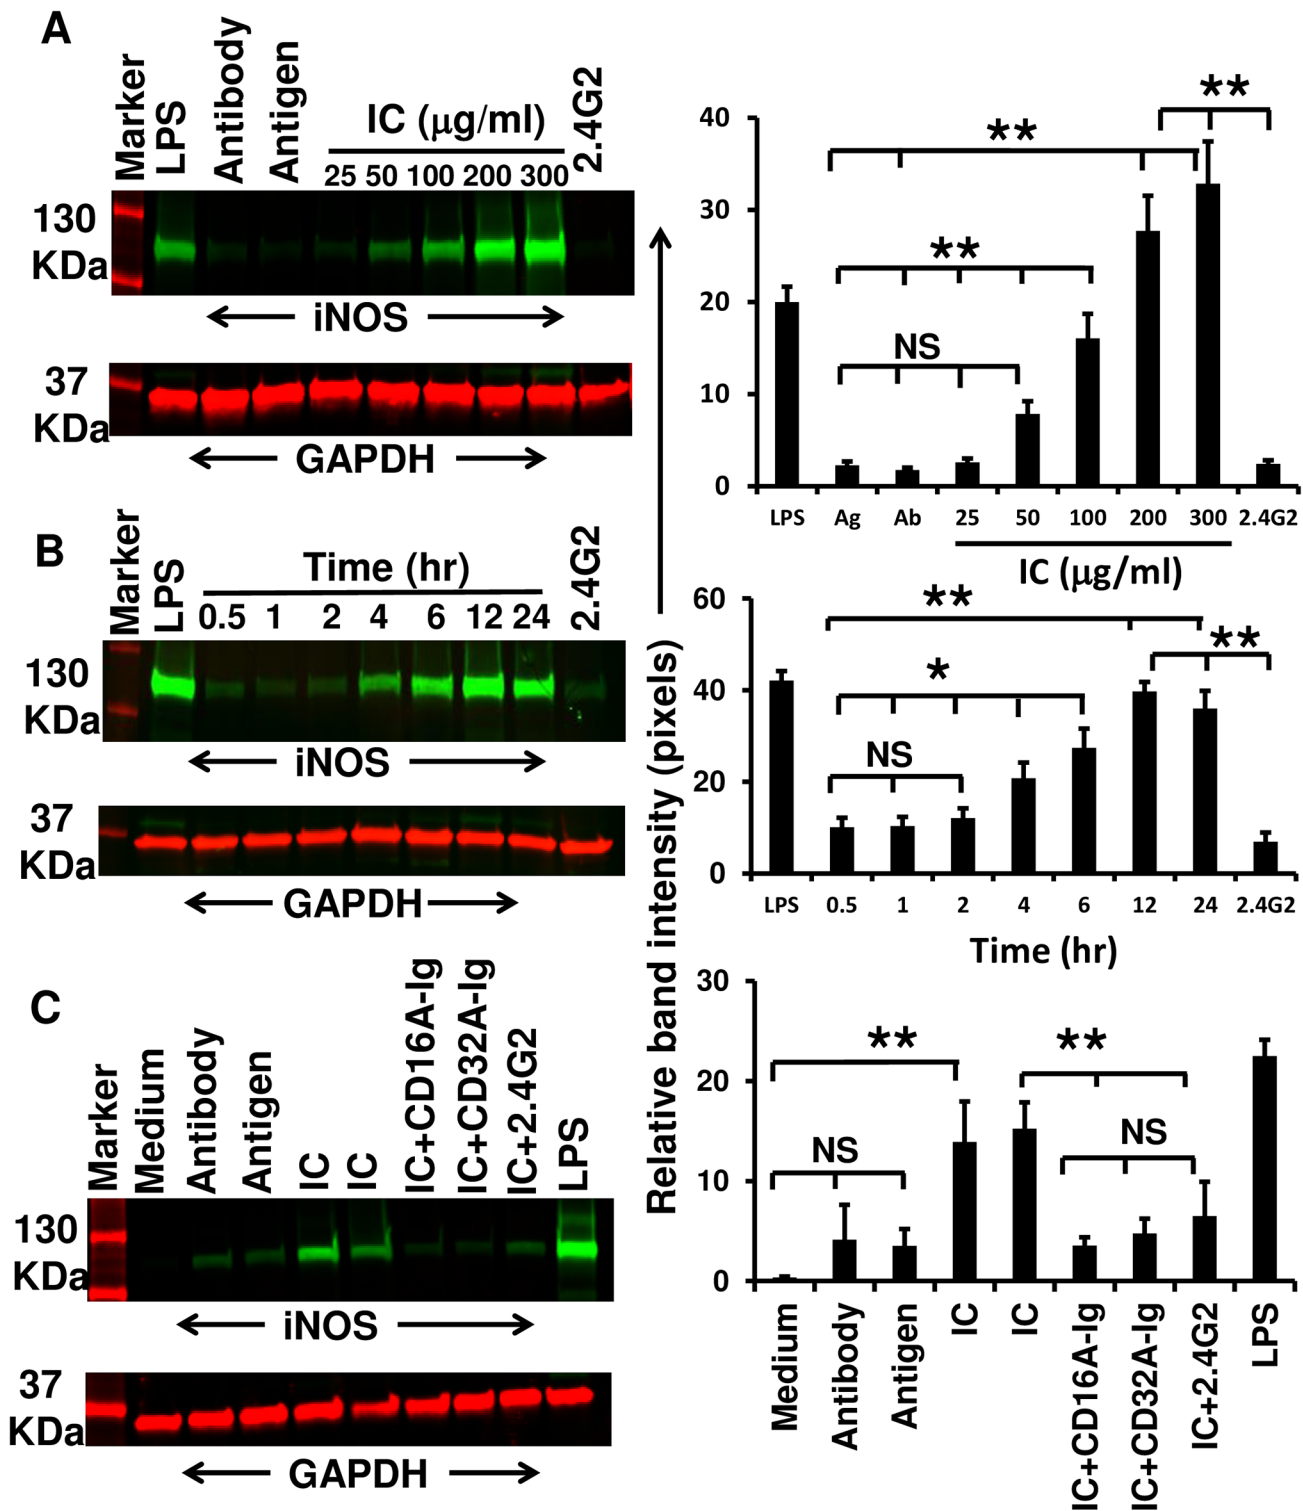 A
Marker
LPS
Antibody
Antigen
IC (μg/ml)
25 50 100 200 300
2.4G2
130
KDa
iNOS
37
KDa
GAPDH
40
30
20
10
0
**
**
**
NS
LPS Ag Ab 25 50 100 200 300 2.4G2
IC (μg/ml)
B
Marker
LPS
Time (hr)
0.5 1 2 4 6 12 24
2.4G2
130
KDa
iNOS
37
KDa
GAPDH
Relative band intensity (pixels)
60
40
20
0
**
**
*
NS
LPS 0.5 1 2 4 6 12 24 2.4G2
Time (hr)
C
Marker
Medium
Antibody
Antigen
IC
IC
IC+CD16A-Ig
IC+CD32A-Ig
IC+2.4G2
LPS
130
KDa
iNOS
37
KDa
GAPDH
30
20
10
0
**
**
NS
NS
Medium
Antibody
Antigen
IC
IC
IC+CD16A-Ig
IC+CD32A-Ig
IC+2.4G2
LPS